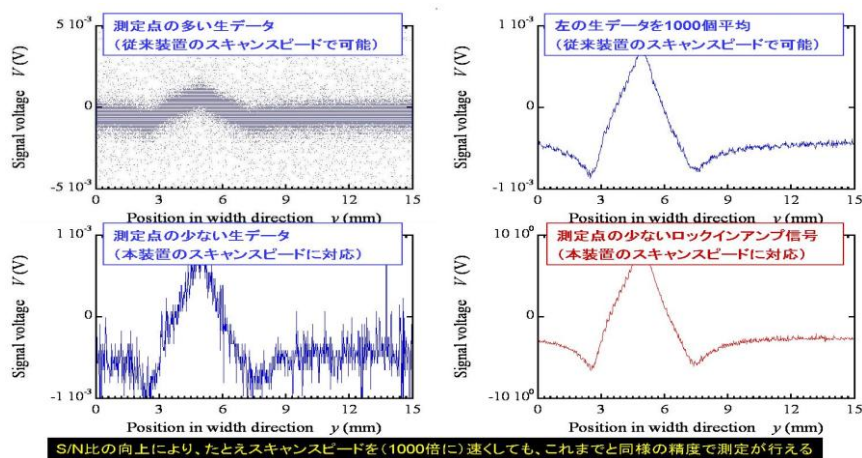 測定点の多い生データ
(従来装置のスキャンスピードで可能)
5 10⁻³
0
-5 10⁻³
Signal voltage V (V)
0 3 6 9 12 15
Position in width direction y (mm)
左の生データを1000個平均
(従来装置のスキャンスピードで可能)
1 10⁻³
0
-1 10⁻³
Signal voltage V (V)
0 3 6 9 12 15
Position in width direction y (mm)
測定点の少ない生データ
(本装置のスキャンスピードに対応)
1 10⁻³
0
-1 10⁻³
Signal voltage V (V)
0 3 6 9 12 15
Position in width direction y (mm)
測定点の少ないロックインアンプ信号
(本装置のスキャンスピードに対応)
10 10⁰
0
-10 10⁰
Signal voltage V (V)
0 3 6 9 12 15
Position in width direction y (mm)
S/N比の向上により、たとえスキャンスピードを(1000倍に)速くしても、これまでと同様の精度で測定が行える